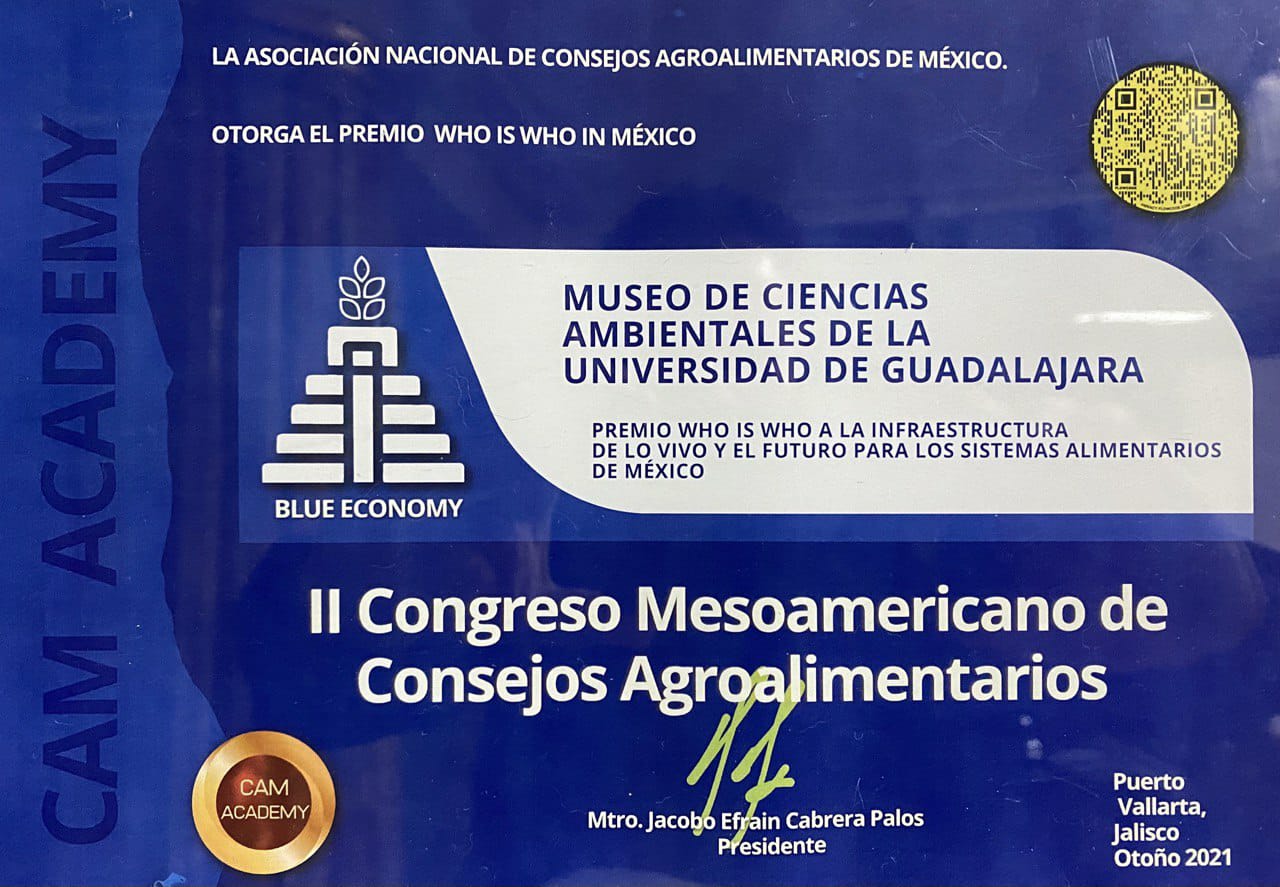 CAM ACADEMY
LA ASOCIACIÓN NACIONAL DE CONSEJOS AGROALIMENTARIOS DE MÉXICO.
OTORGA EL PREMIO WHO IS WHO IN MÉXICO
BLUE ECONOMY
MUSEO DE CIENCIAS
AMBIENTALES DE LA
UNIVERSIDAD DE GUADALAJARA
PREMIO WHO IS WHO A LA INFRAESTRUCTURA
DE LO VIVO Y EL FUTURO PARA LOS SISTEMAS ALIMENTARIOS
DE MÉXICO
II Congreso Mesoamericano de
Consejos Agroalimentarios
CAM
ACADEMY
Mtro. Jacobo Efrain Cabrera Palos
Presidente
Puerto
Vallarta,
Jalisco
Otoño 2021